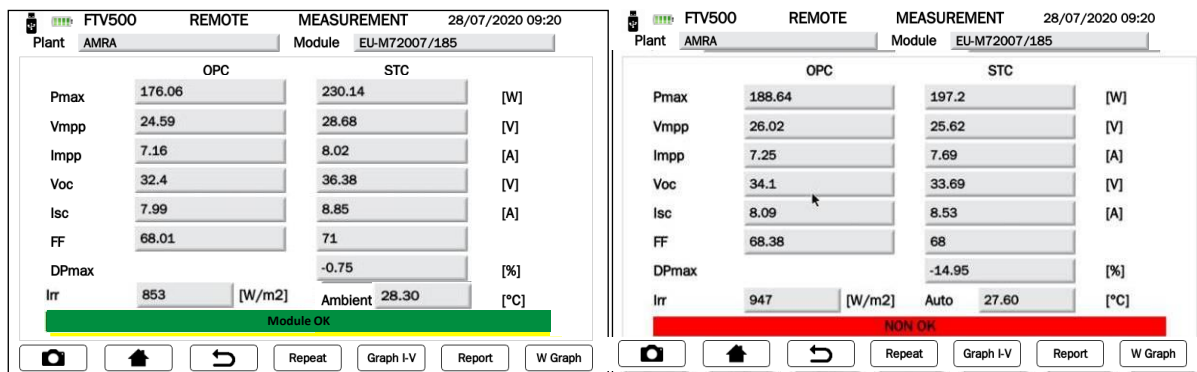 FTV500 REMOTE MEASUREMENT 28/07/2020 09:20
Plant AMRA Module EU-M72007/185
OPC STC
Pmax 176.06 230.14 [W]
Vmpp 24.59 28.68 [V]
Impp 7.16 8.02 [A]
Voc 32.4 36.38 [V]
Isc 7.99 8.85 [A]
FF 68.01 71
DPmax -0.75 [%]
Irr 853 [W/m2] Ambient 28.30 [°C]
Module OK
Repeat Graph I-V Report W Graph
FTV500 REMOTE MEASUREMENT 28/07/2020 09:20
Plant AMRA Module EU-M72007/185
OPC STC
Pmax 188.64 197.2 [W]
Vmpp 26.02 25.62 [V]
Impp 7.25 7.69 [A]
Voc 34.1 33.69 [V]
Isc 8.09 8.53 [A]
FF 68.38 68
DPmax -14.95 [%]
Irr 947 [W/m2] Auto 27.60 [°C]
NON OK
Repeat Graph I-V Report W Graph